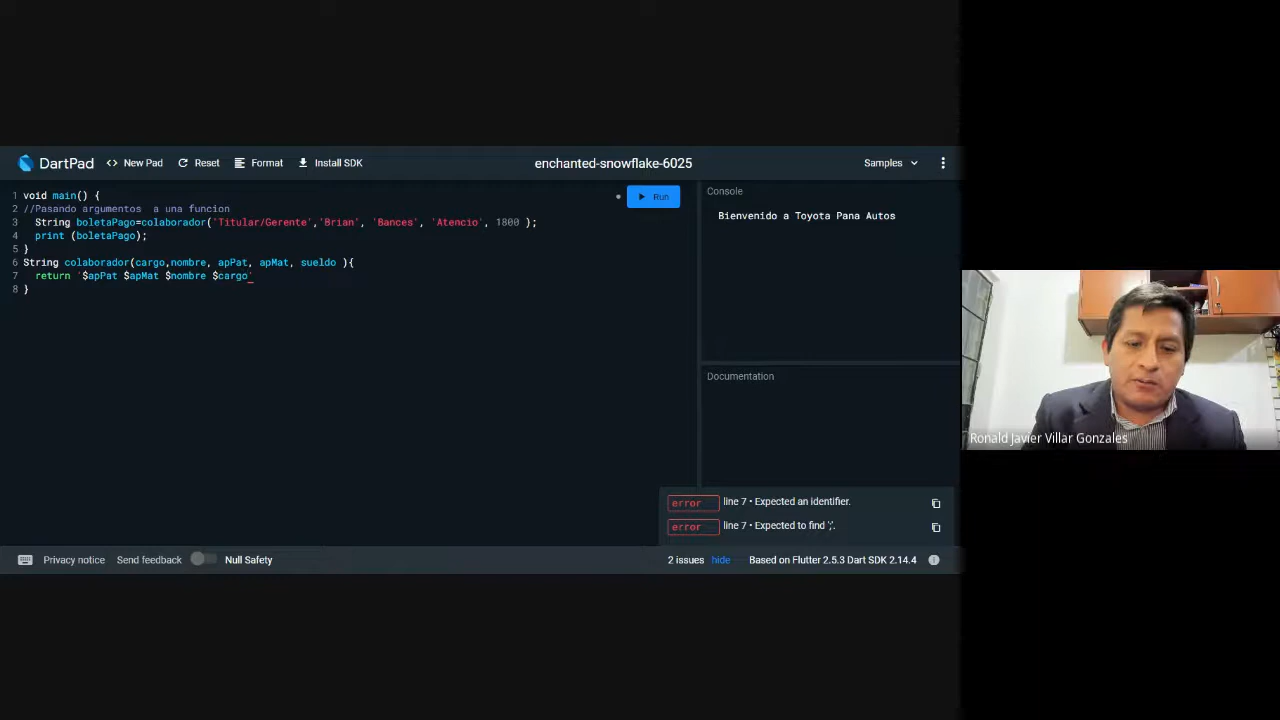 DartPad <> New Pad Reset Format Install SDK enchanted-snowflake-6025 Samples
1 void main() {
2 //Pasando argumentos a una funcion
3 String boletaPago=colaborador('Titular/Gerente','Brian', 'Bances', 'Atencio', 1800 );
4 print (boletaPago);
5 }
6 String colaborador(cargo,nombre, apPat, apMat, sueldo ){
7 return '$apPat $apMat $nombre $cargo'
8 }
Run
Console
Bienvenido a Toyota Pana Autos
Documentation
Ronald Javier Villar Gonzales
error line 7 • Expected an identifier.
error line 7 • Expected to find ';'.
Privacy notice Send feedback Null Safety 2 issues hide Based on Flutter 2.5.3 Dart SDK 2.14.4